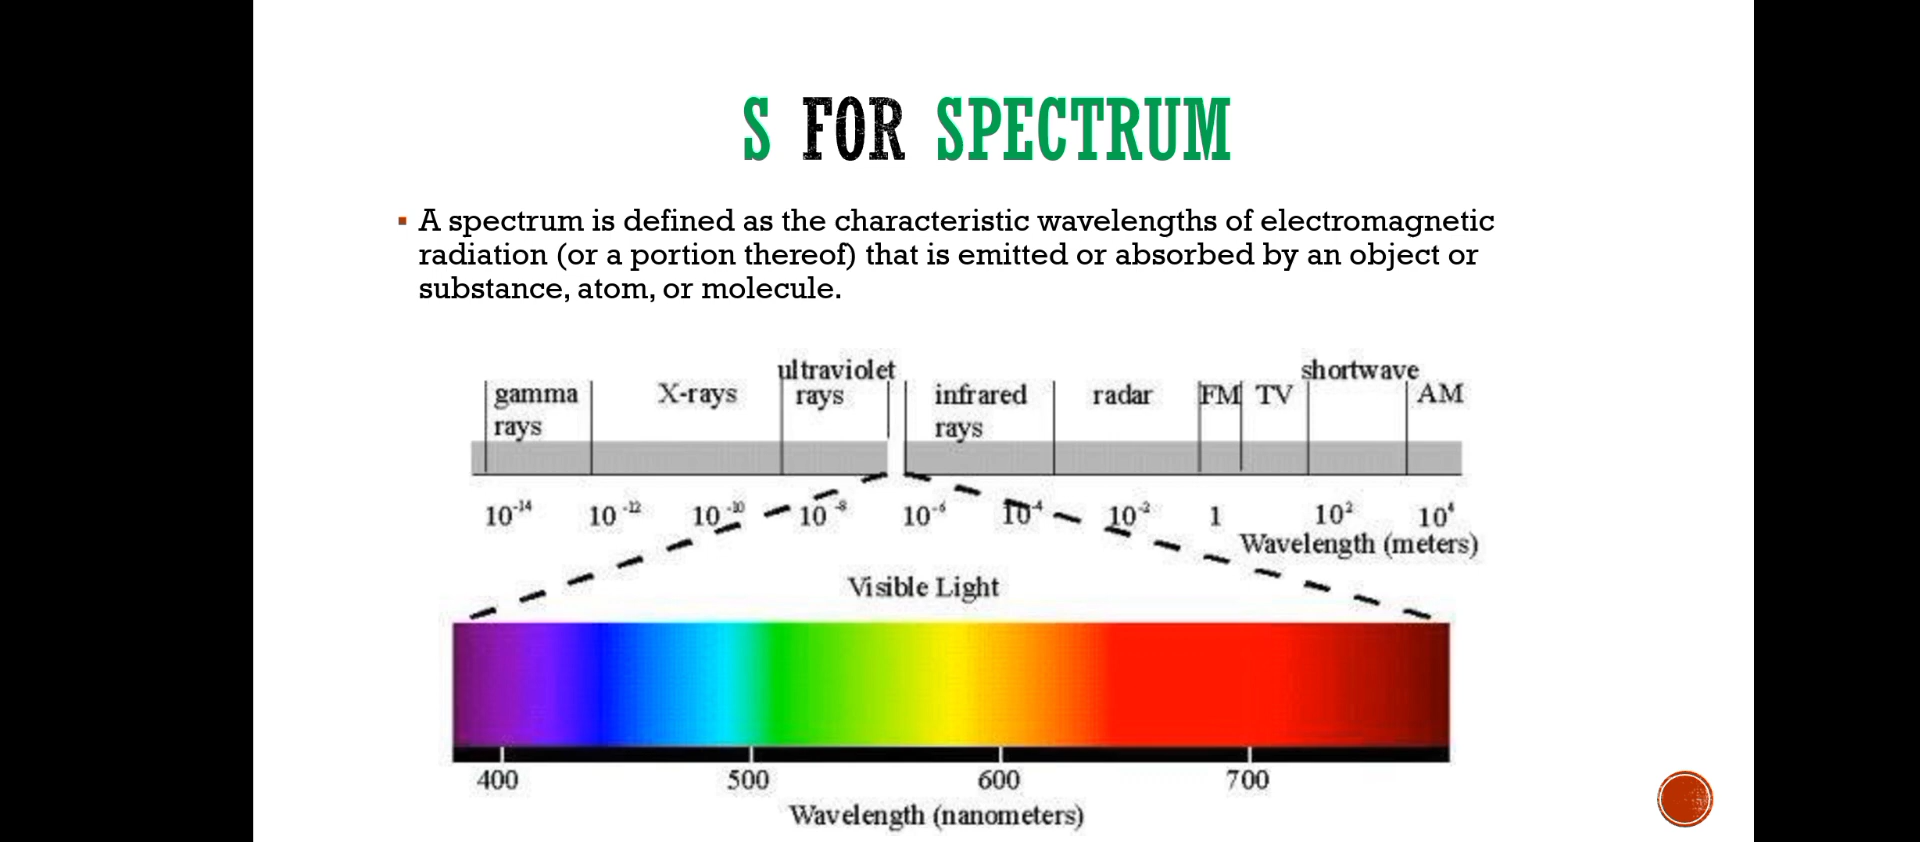 S FOR SPECTRUM
▪ A spectrum is defined as the characteristic wavelengths of electromagnetic
radiation (or a portion thereof) that is emitted or absorbed by an object or
substance, atom, or molecule.
ultraviolet shortwave
gamma X-rays rays infrared radar FM TV AM
rays rays
10⁻¹⁴ 10⁻¹² 10⁻¹⁰ 10⁻⁸ 10⁻⁶ 10⁻⁴ 10⁻² 1 10² 10⁴
Wavelength (meters)
Visible Light
400 500 600 700
Wavelength (nanometers)